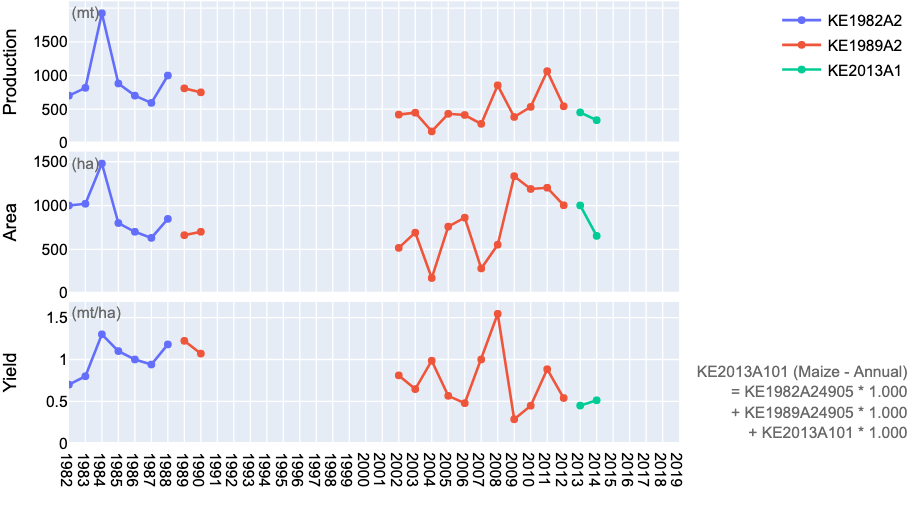 Production
(mt)
1500
1000
500
0
KE1982A2
KE1989A2
KE2013A1
Area
(ha)
1500
1000
500
0
Yield
(mt/ha)
1.5
1
0.5
0
1982 1983 1984 1985 1986 1987 1988 1989 1990 1991 1992 1993 1994 1995 1996 1997 1998 1999 2000 2001 2002 2003 2004 2005 2006 2007 2008 2009 2010 2011 2012 2013 2014 2015 2016 2017 2018 2019
KE2013A101 (Maize - Annual)
= KE1982A24905 * 1.000
+ KE1989A24905 * 1.000
+ KE2013A101 * 1.000